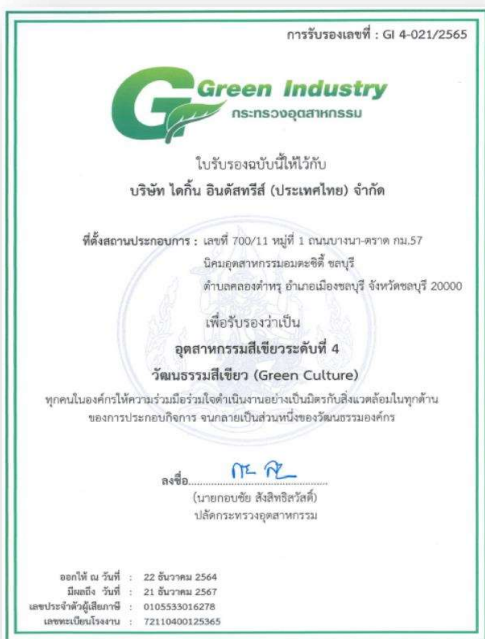 การรับรองเลขที่ : GI 4-021/2565
Green Industry
กระทรวงอุตสาหกรรม
ใบรับรองฉบับนี้ให้ไว้กับ
บริษัท ไดกิ้น อินดัสทรีส์ (ประเทศไทย) จำกัด
ที่ตั้งสถานประกอบการ : เลขที่ 700/11 หมู่ที่ 1 ถนนบางนา-ตราด กม.57
นิคมอุตสาหกรรมอมตะซิตี้ ชลบุรี
ตำบลคลองตำหรุ อำเภอเมืองชลบุรี จังหวัดชลบุรี 20000
เพื่อรับรองว่าเป็น
อุตสาหกรรมสีเขียวระดับที่ 4
วัฒนธรรมสีเขียว (Green Culture)
ทุกคนในองค์กรให้ความร่วมมือร่วมใจดำเนินงานอย่างเป็นมิตรกับสิ่งแวดล้อมในทุกด้าน
ของการประกอบกิจการ จนกลายเป็นส่วนหนึ่งของวัฒนธรรมองค์กร
ลงชื่อ
(นายกอบชัย สังสิทธิสวัสดิ์)
ปลัดกระทรวงอุตสาหกรรม
ออกให้ ณ วันที่ : 22 ธันวาคม 2564
มีผลถึง วันที่ : 21 ธันวาคม 2567
เลขประจำตัวผู้เสียภาษี : 0105533016278
เลขทะเบียนโรงงาน : 72110400125365